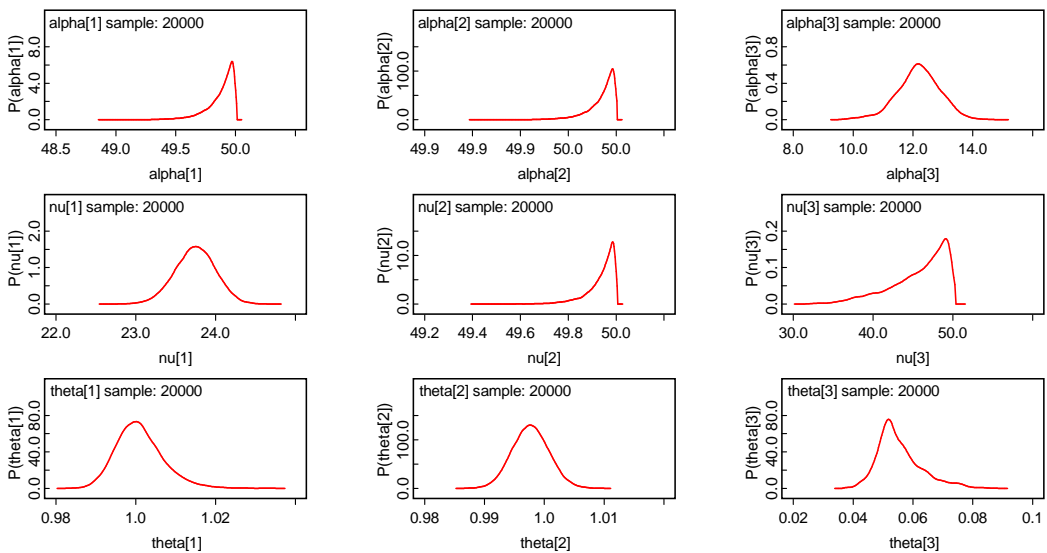 alpha[1] sample: 20000
P(alpha[1])
0.0 4.0 8.0
48.5 49.0 49.5 50.0
alpha[1]
alpha[2] sample: 20000
P(alpha[2])
0.0 100.0
49.9 49.9 49.9 50.0 50.0
alpha[2]
alpha[3] sample: 20000
P(alpha[3])
0.0 0.4 0.8
8.0 10.0 12.0 14.0
alpha[3]
nu[1] sample: 20000
P(nu[1])
0.0 1.0 2.0
22.0 23.0 24.0
nu[1]
nu[2] sample: 20000
P(nu[2])
0.0 10.0
49.2 49.4 49.6 49.8 50.0
nu[2]
nu[3] sample: 20000
P(nu[3])
0.0 0.1 0.2
30.0 40.0 50.0
nu[3]
theta[1] sample: 20000
P(theta[1])
0.0 40.0 80.0
0.98 1.0 1.02
theta[1]
theta[2] sample: 20000
P(theta[2])
0.0 100.0
0.98 0.99 1.0 1.01
theta[2]
theta[3] sample: 20000
P(theta[3])
0.0 40.0 80.0
0.02 0.04 0.06 0.08 0.1
theta[3]